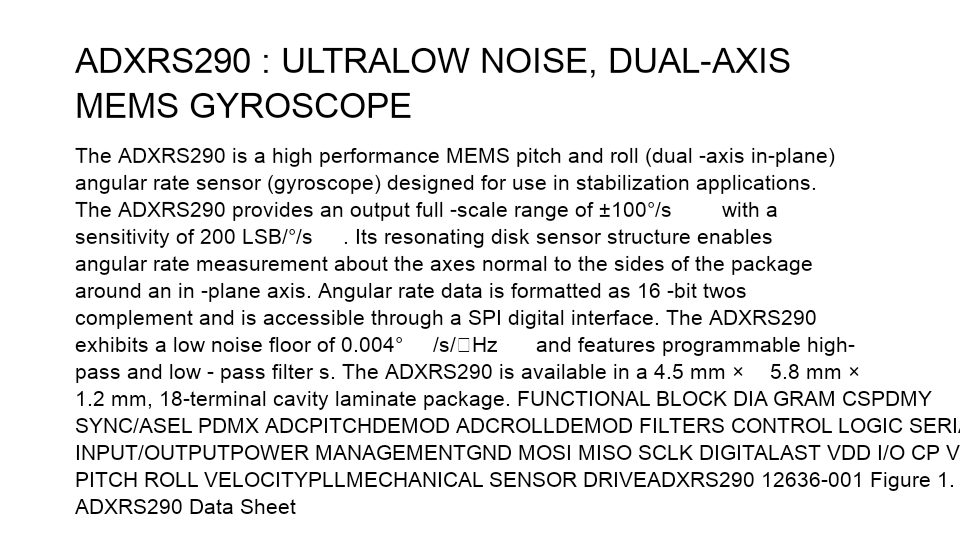 ADXRS290 : ULTRALOW NOISE, DUAL-AXIS
MEMS GYROSCOPE
The ADXRS290 is a high performance MEMS pitch and roll (dual -axis in-plane)
angular rate sensor (gyroscope) designed for use in stabilization applications.
The ADXRS290 provides an output full -scale range of ±100°/s with a
sensitivity of 200 LSB/°/s . Its resonating disk sensor structure enables
angular rate measurement about the axes normal to the sides of the package
around an in -plane axis. Angular rate data is formatted as 16 -bit twos
complement and is accessible through a SPI digital interface. The ADXRS290
exhibits a low noise floor of 0.004° /s/□Hz and features programmable high-
pass and low - pass filter s. The ADXRS290 is available in a 4.5 mm × 5.8 mm ×
1.2 mm, 18-terminal cavity laminate package. FUNCTIONAL BLOCK DIA GRAM CSPDMY
SYNC/ASEL PDMX ADCPITCHDEMOD ADCROLLDEMOD FILTERS CONTROL LOGIC
INPUT/OUTPUTPOWER MANAGEMENTGND MOSI MISO SCLK DIGITALAST VDD I/O CP
PITCH ROLL VELOCITYPLLMECHANICAL SENSOR DRIVEADXRS290 12636-001 Figure 1.
ADXRS290 Data Sheet